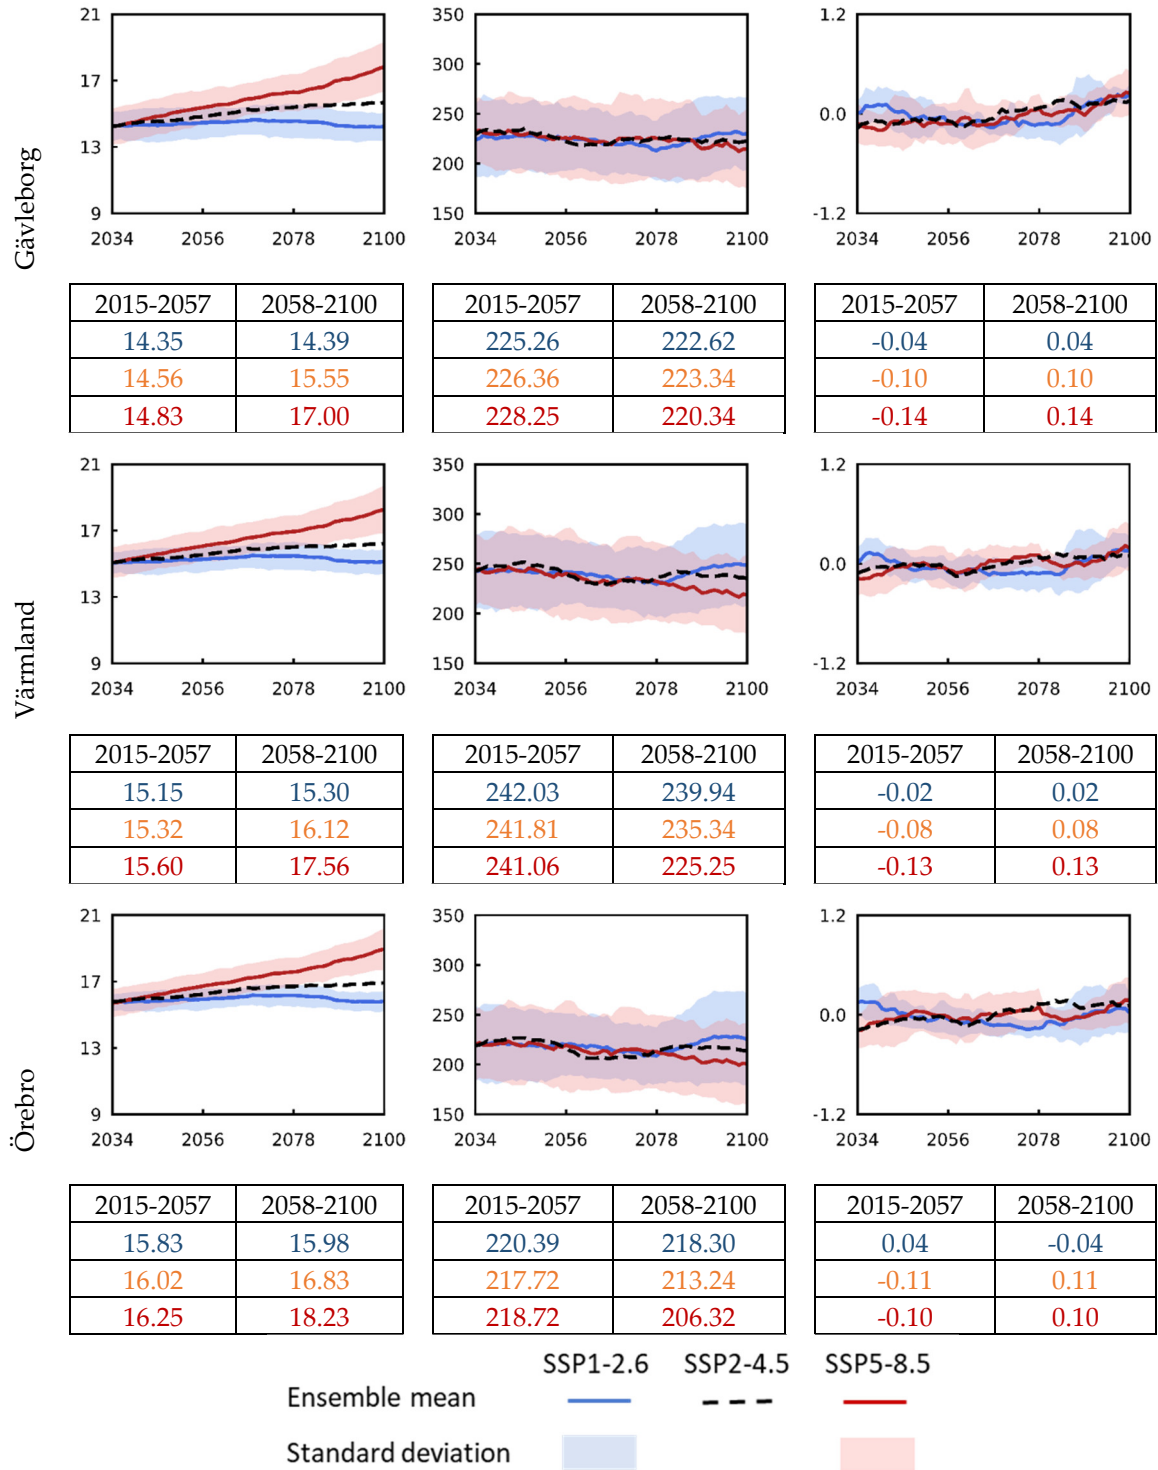 21 350 1.2
17 300
250 0.0
13 200
9 150 -1.2
2034 2056 2078 2100 2034 2056 2078 2100 2034 2056 2078 2100
Gävleborg
2015-2057 2058-2100 2015-2057 2058-2100 2015-2057 2058-2100
14.35 14.39 225.26 222.62 -0.04 0.04
14.56 15.55 226.36 223.34 -0.10 0.10
14.83 17.00 228.25 220.34 -0.14 0.14
21 350 1.2
17 300
250 0.0
13 200
9 150 -1.2
2034 2056 2078 2100 2034 2056 2078 2100 2034 2056 2078 2100
Värmland
2015-2057 2058-2100 2015-2057 2058-2100 2015-2057 2058-2100
15.15 15.30 242.03 239.94 -0.02 0.02
15.32 16.12 241.81 235.34 -0.08 0.08
15.60 17.56 241.06 225.25 -0.13 0.13
21 350 1.2
17 300
250 0.0
13 200
9 150 -1.2
2034 2056 2078 2100 2034 2056 2078 2100 2034 2056 2078 2100
Örebro
2015-2057 2058-2100 2015-2057 2058-2100 2015-2057 2058-2100
15.83 15.98 220.39 218.30 0.04 -0.04
16.02 16.83 217.72 213.24 -0.11 0.11
16.25 18.23 218.72 206.32 -0.10 0.10
SSP1-2.6 SSP2-4.5 SSP5-8.5
Ensemble mean
Standard deviation